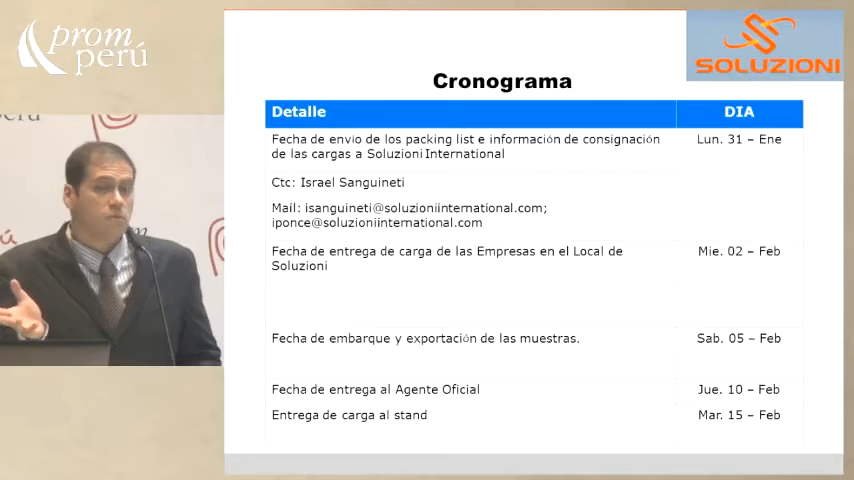 prom
perú
SOLUZIONI
Cronograma
Detalle DIA
Fecha de envío de los packing list e información de consignación Lun. 31 – Ene
de las cargas a Soluzioni International
Ctc: Israel Sanguineti
Mail: isanguineti@soluzioniinternational.com;
iponce@soluzioniinternational.com
Fecha de entrega de carga de las Empresas en el Local de Mie. 02 – Feb
Soluzioni
Fecha de embarque y exportación de las muestras. Sab. 05 – Feb
Fecha de entrega al Agente Oficial Jue. 10 – Feb
Entrega de carga al stand Mar. 15 – Feb